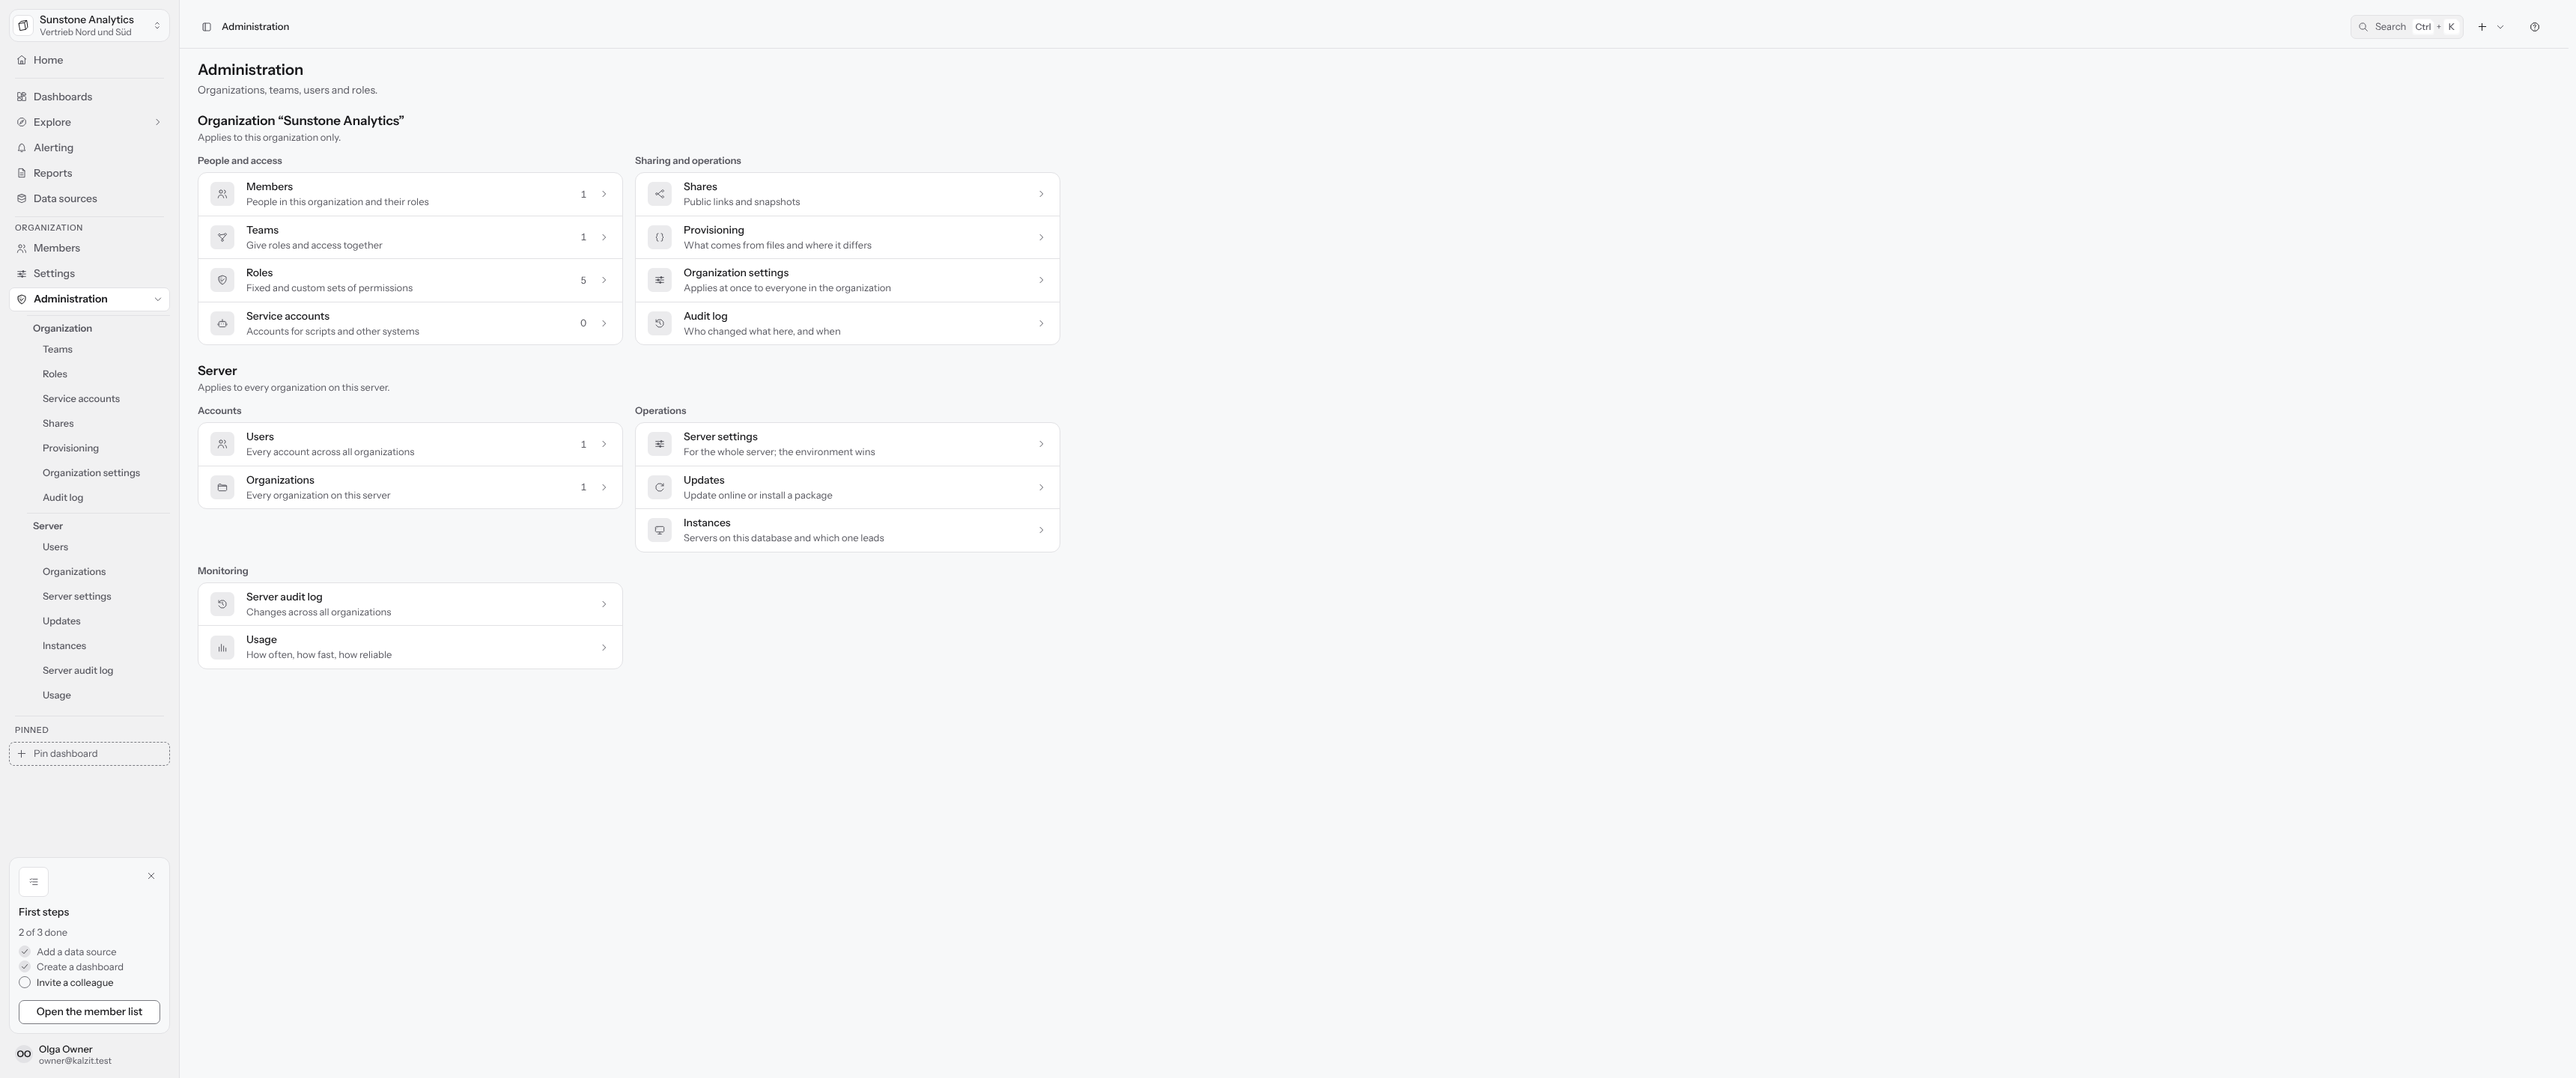 Sunstone Analytics
Vertrieb Nord und Süd
Home
Dashboards
Explore
Alerting
Reports
Data sources
ORGANIZATION
Members
Settings
Administration
Organization
Teams
Roles
Service accounts
Shares
Provisioning
Organization settings
Audit log
Server
Users
Organizations
Server settings
Updates
Instances
Server audit log
Usage
PINNED
Pin dashboard
First steps
2 of 3 done
Add a data source
Create a dashboard
Invite a colleague
Open the member list
OO
Olga Owner
owner@kalzit.test
Administration
Search Ctrl + K
Administration
Organizations, teams, users and roles.
Organization “Sunstone Analytics”
Applies to this organization only.
People and access
Members
People in this organization and their roles
1
Teams
Give roles and access together
1
Roles
Fixed and custom sets of permissions
5
Service accounts
Accounts for scripts and other systems
0
Sharing and operations
Shares
Public links and snapshots
Provisioning
What comes from files and where it differs
Organization settings
Applies at once to everyone in the organization
Audit log
Who changed what here, and when
Server
Applies to every organization on this server.
Accounts
Users
Every account across all organizations
1
Organizations
Every organization on this server
1
Operations
Server settings
For the whole server; the environment wins
Updates
Update online or install a package
Instances
Servers on this database and which one leads
Monitoring
Server audit log
Changes across all organizations
Usage
How often, how fast, how reliable